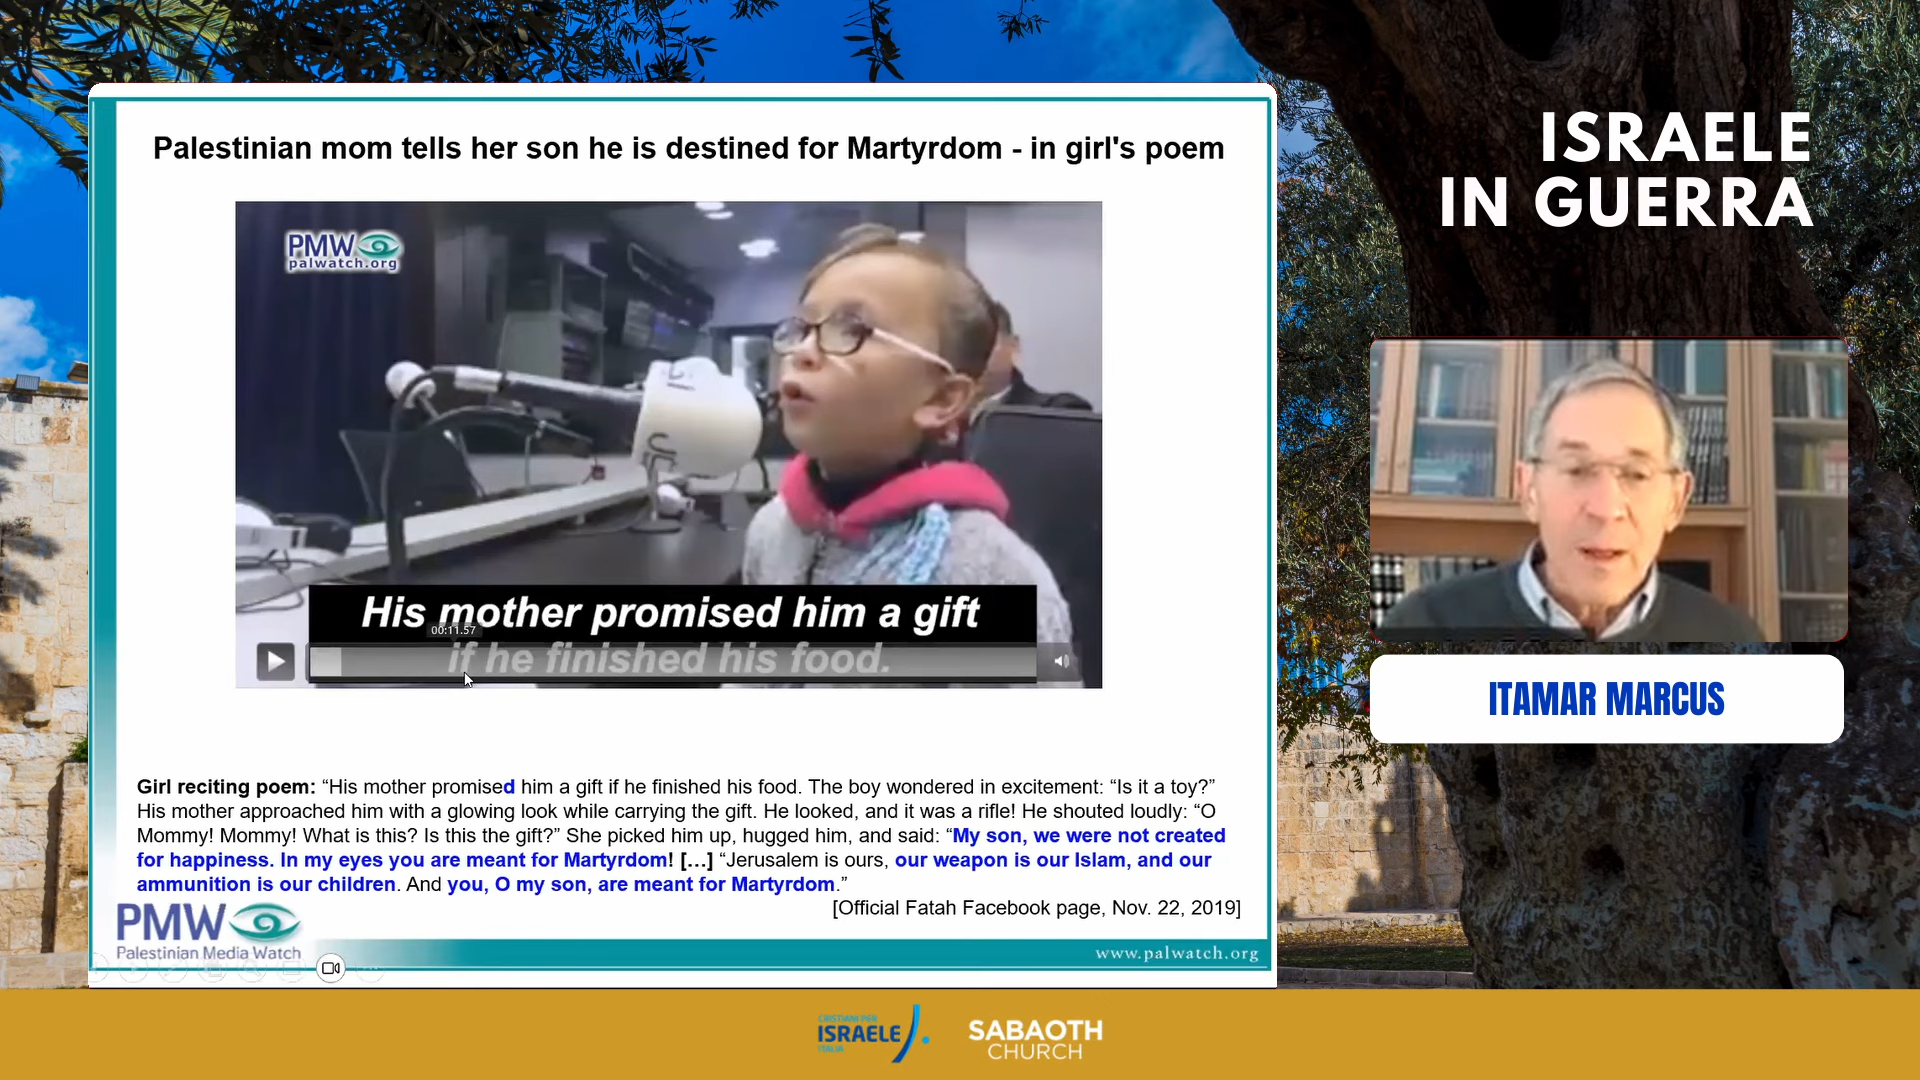 Palestinian mom tells her son he is destined for Martyrdom - in girl's poem
PMW
palwatch.org
His mother promised him a gift
00:11.57
if he finished his food.
Girl reciting poem: “His mother promised him a gift if he finished his food. The boy wondered in excitement: “Is it a toy?”
His mother approached him with a glowing look while carrying the gift. He looked, and it was a rifle! He shouted loudly: “O
Mommy! Mommy! What is this? Is this the gift?” She picked him up, hugged him, and said: “My son, we were not created
for happiness. In my eyes you are meant for Martyrdom! […] “Jerusalem is ours, our weapon is our Islam, and our
ammunition is our children. And you, O my son, are meant for Martyrdom.”
[Official Fatah Facebook page, Nov. 22, 2019]
PMW
Palestinian Media Watch
www.palwatch.org
ISRAELE
IN GUERRA
ITAMAR MARCUS
CRISTIANI PER
ISRAELE
ITALIA
SABAOTH
CHURCH